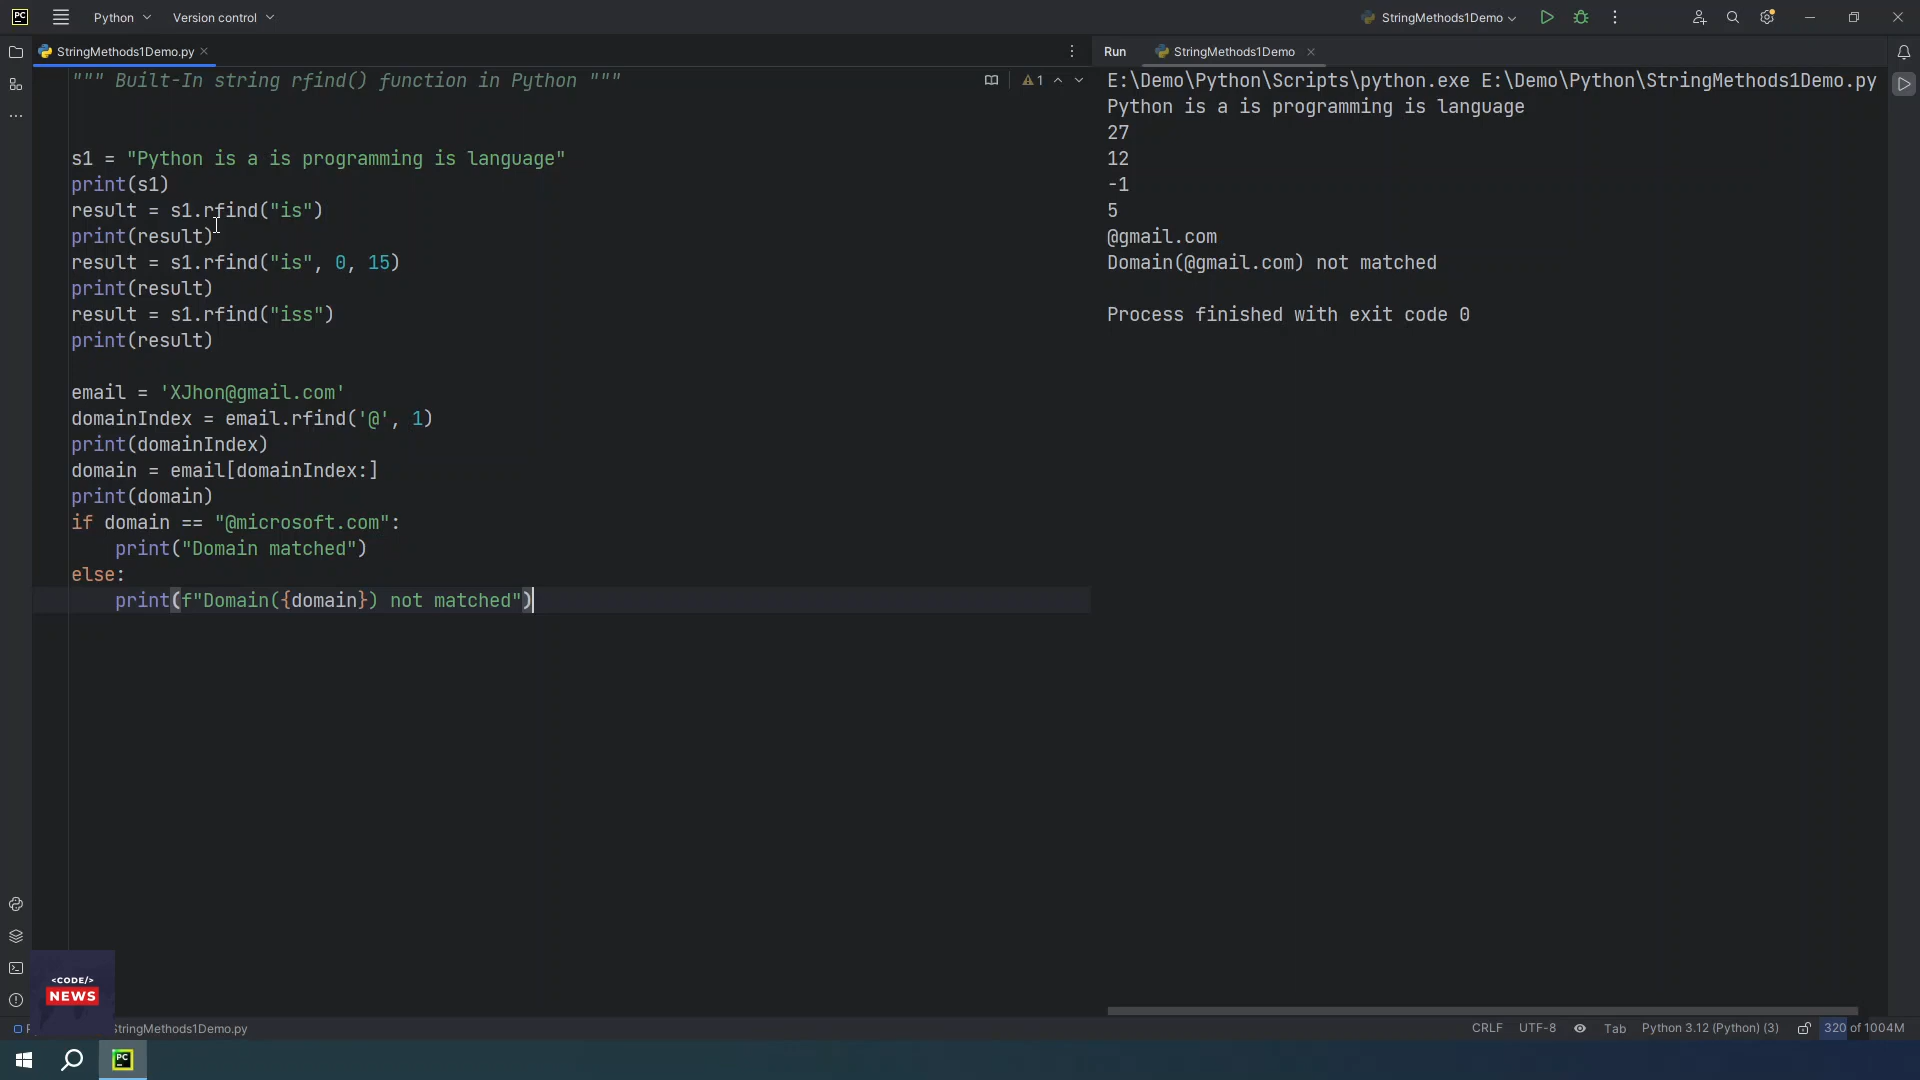 Python
Version control
StringMethods1Demo
StringMethods1Demo.py
""" Built-In string rfind() function in Python """
1
s1 = "Python is a is programming is language"
print(s1)
result = s1.rfind("is")
print(result)
result = s1.rfind("is", 0, 15)
print(result)
result = s1.rfind("iss")
print(result)
email = 'XJhon@gmail.com'
domainIndex = email.rfind('@', 1)
print(domainIndex)
domain = email[domainIndex:]
print(domain)
if domain == "@microsoft.com":
    print("Domain matched")
else:
    print(f"Domain({domain}) not matched")
Run
StringMethods1Demo
E:\Demo\Python\Scripts\python.exe E:\Demo\Python\StringMethods1Demo.py
Python is a is programming is language
27
12
-1
5
@gmail.com
Domain(@gmail.com) not matched
Process finished with exit code 0
<CODE/>
NEWS
StringMethods1Demo.py
CRLF
UTF-8
Tab
Python 3.12 (Python) (3)
320 of 1004M
PC
PC